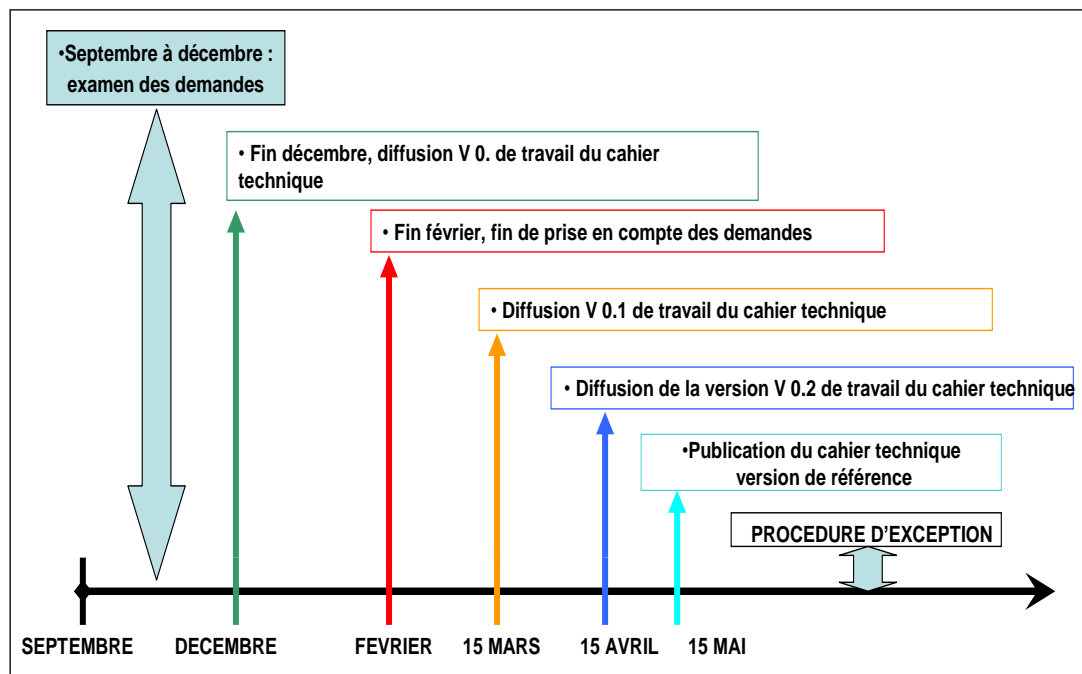 •Septembre à décembre :
examen des demandes
• Fin décembre, diffusion V 0. de travail du cahier
technique
• Fin février, fin de prise en compte des demandes
• Diffusion V 0.1 de travail du cahier technique
• Diffusion de la version V 0.2 de travail du cahier technique
•Publication du cahier technique
version de référence
PROCEDURE D'EXCEPTION
SEPTEMBRE DECEMBRE FEVRIER 15 MARS 15 AVRIL 15 MAI